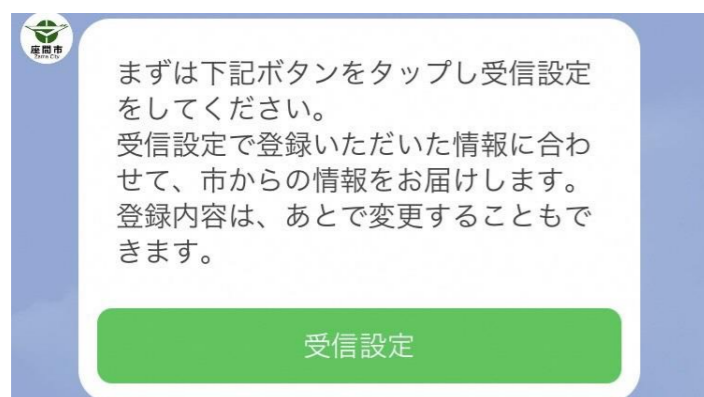 座間市
まずは下記ボタンをタップし受信設定
をしてください。
受信設定で登録いただいた情報に合わ
せて、市からの情報をお届けします。
登録内容は、あとで変更することもで
きます。
受信設定